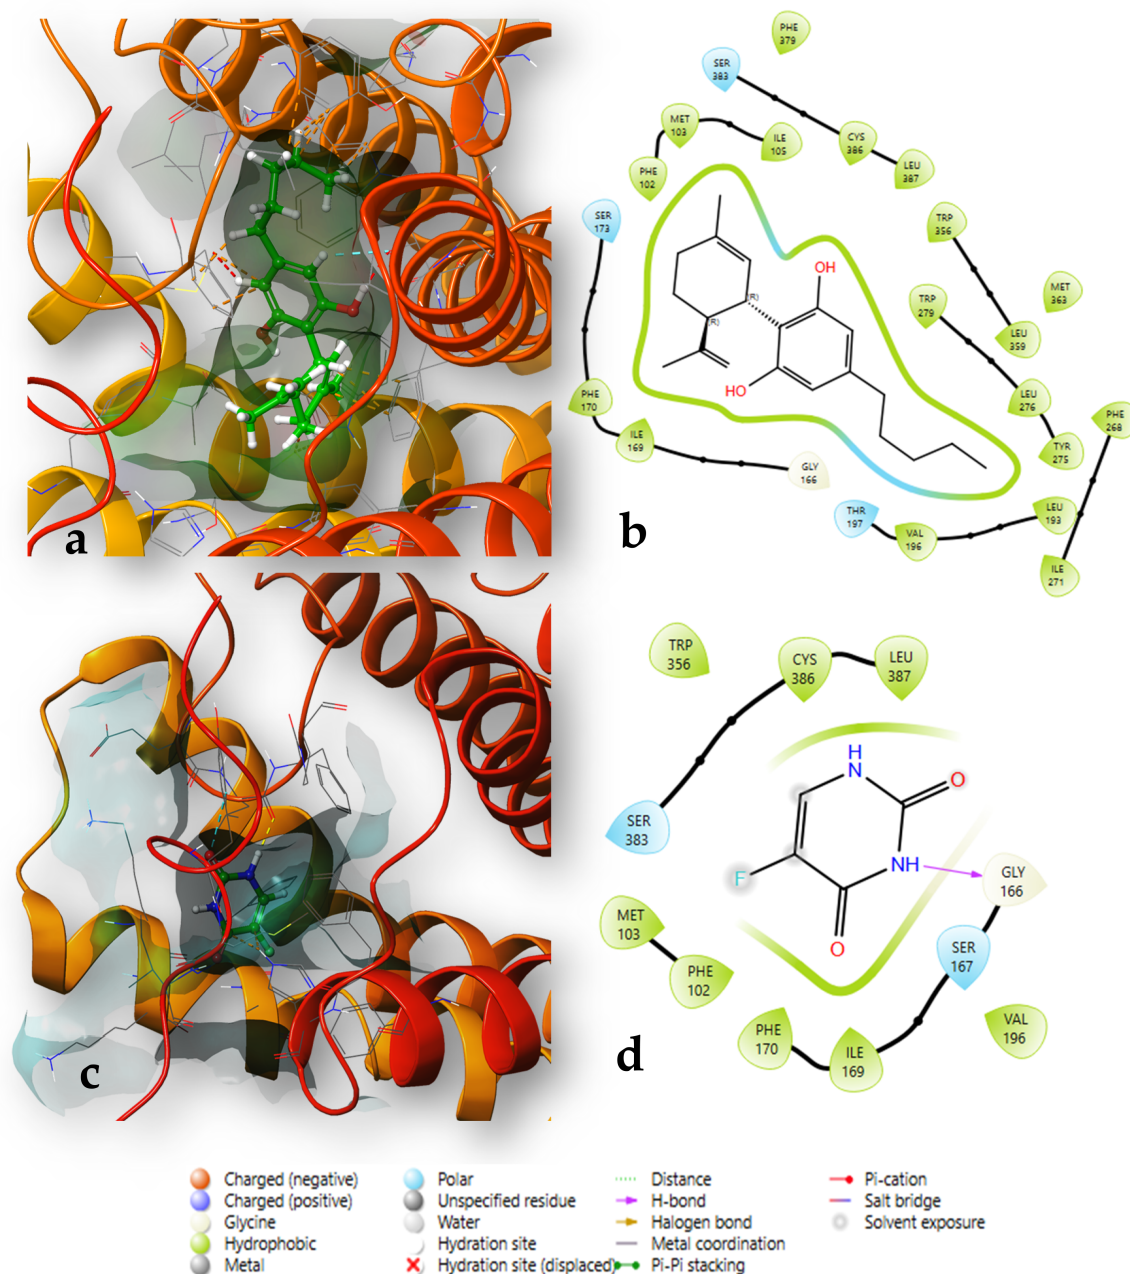 PHE
379
SER
383
MET
103
ILE
105
CYS
386
LEU
387
PHE
102
SER
173
TRP
356
MET
363
TRP
279
LEU
359
OH
(R)
(R)
HO
PHE
170
ILE
169
GLY
166
LEU
276
PHE
268
TYR
275
THR
197
VAL
196
LEU
193
ILE
271
a
b
TRP
356
CYS
386
LEU
387
H
N
O
SER
383
F
NH
GLY
166
O
MET
103
PHE
102
SER
167
PHE
170
ILE
169
VAL
196
c
d
Charged (negative)
Charged (positive)
Glycine
Hydrophobic
Metal
Polar
Unspecified residue
Water
Hydration site
Hydration site (displaced)
Distance
H-bond
Halogen bond
Metal coordination
Pi-Pi stacking
Pi-cation
Salt bridge
Solvent exposure